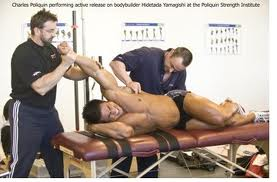 Charles Poliquin performing active release on bodybuilder Hidetada Yamagishi at the Poliquin Strength Institute